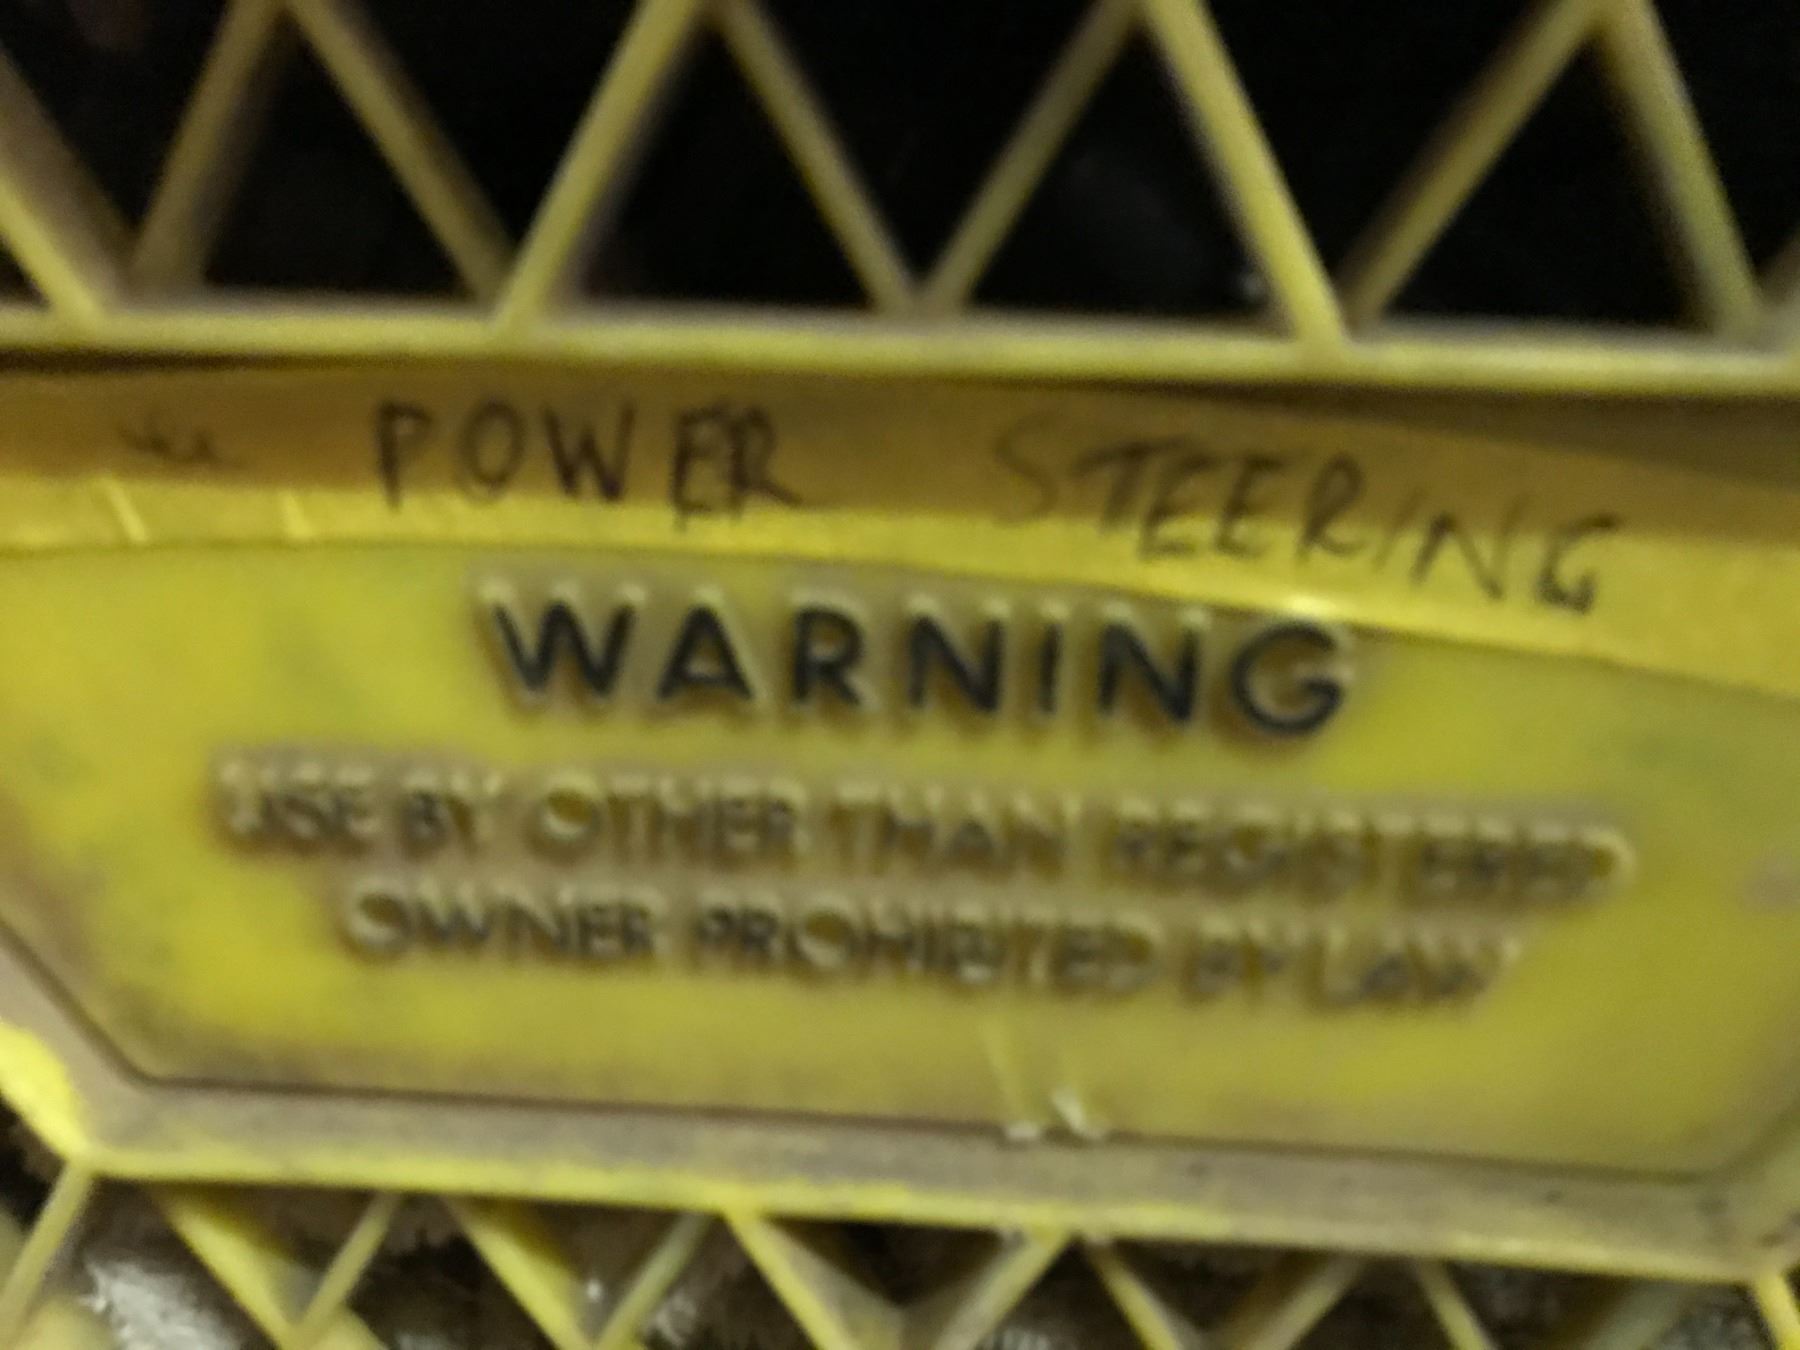 POWER STEERING
WARNING
USE BY OTHER THAN REGISTERED
OWNER PROHIBITED BY LAW